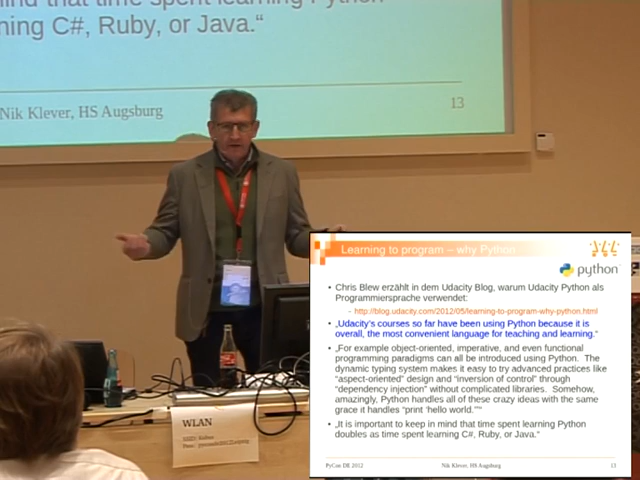 mind that time spent learning Python
ning C#, Ruby, or Java.“
Nik Klever, HS Augsburg
13
Learning to program – why Python
python
• Chris Blew erzählt in dem Udacity Blog, warum Udacity Python als
Programmiersprache verwendet:
- http://blog.udacity.com/2012/05/learning-to-program-why-python.html
• „Udacity's courses so far have been using Python because it is
overall, the most convenient language for teaching and learning.“
• „For example object-oriented, imperative, and even functional
programming paradigms can all be introduced using Python. The
dynamic typing system makes it easy to try advanced practices like
“aspect-oriented” design and “inversion of control” through
“dependency injection” without complicated libraries. Somehow,
amazingly, Python handles all of these crazy ideas with the same
grace it handles “print ‘hello world.’”“
• „It is important to keep in mind that time spent learning Python
doubles as time spent learning C#, Ruby, or Java.“
PyCon DE 2012
Nik Klever, HS Augsburg
13
WLAN